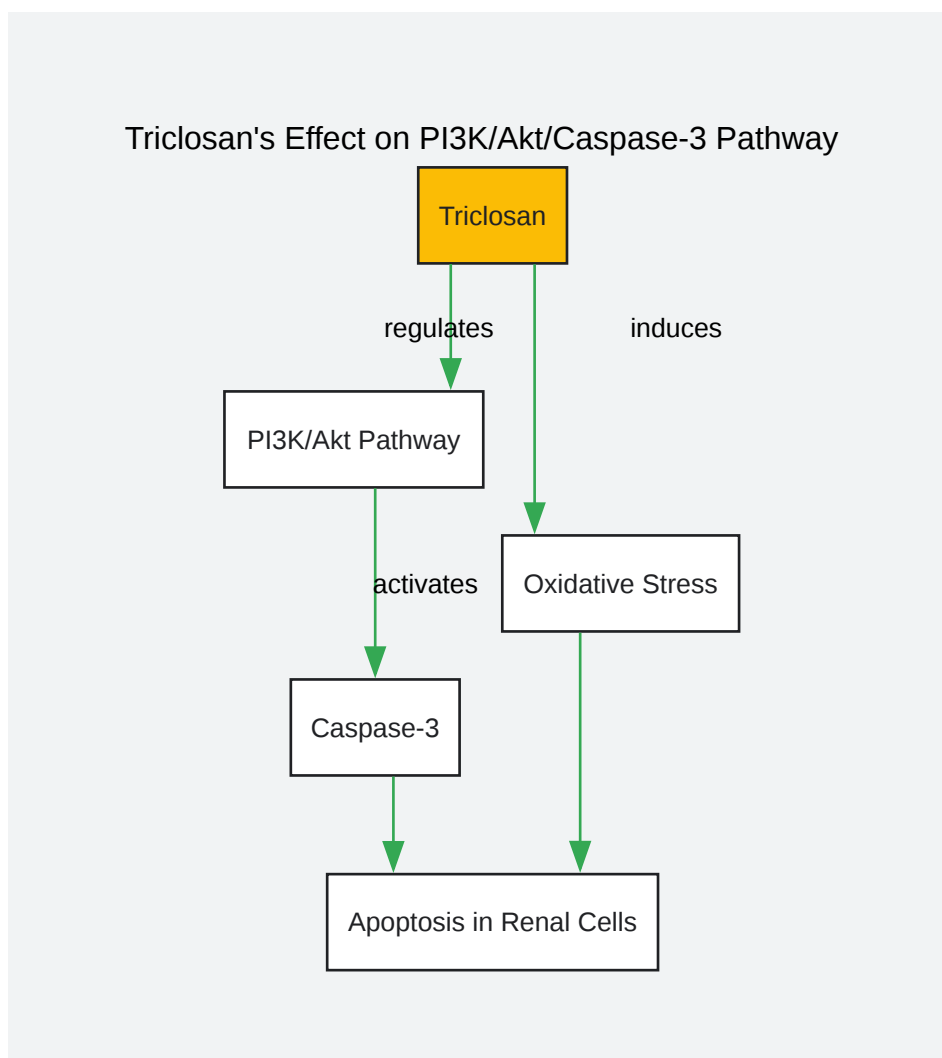 Triclosan's Effect on PI3K/Akt/Caspase-3 Pathway
Triclosan
regulates
induces
PI3K/Akt Pathway
activates
Oxidative Stress
Caspase-3
Apoptosis in Renal Cells